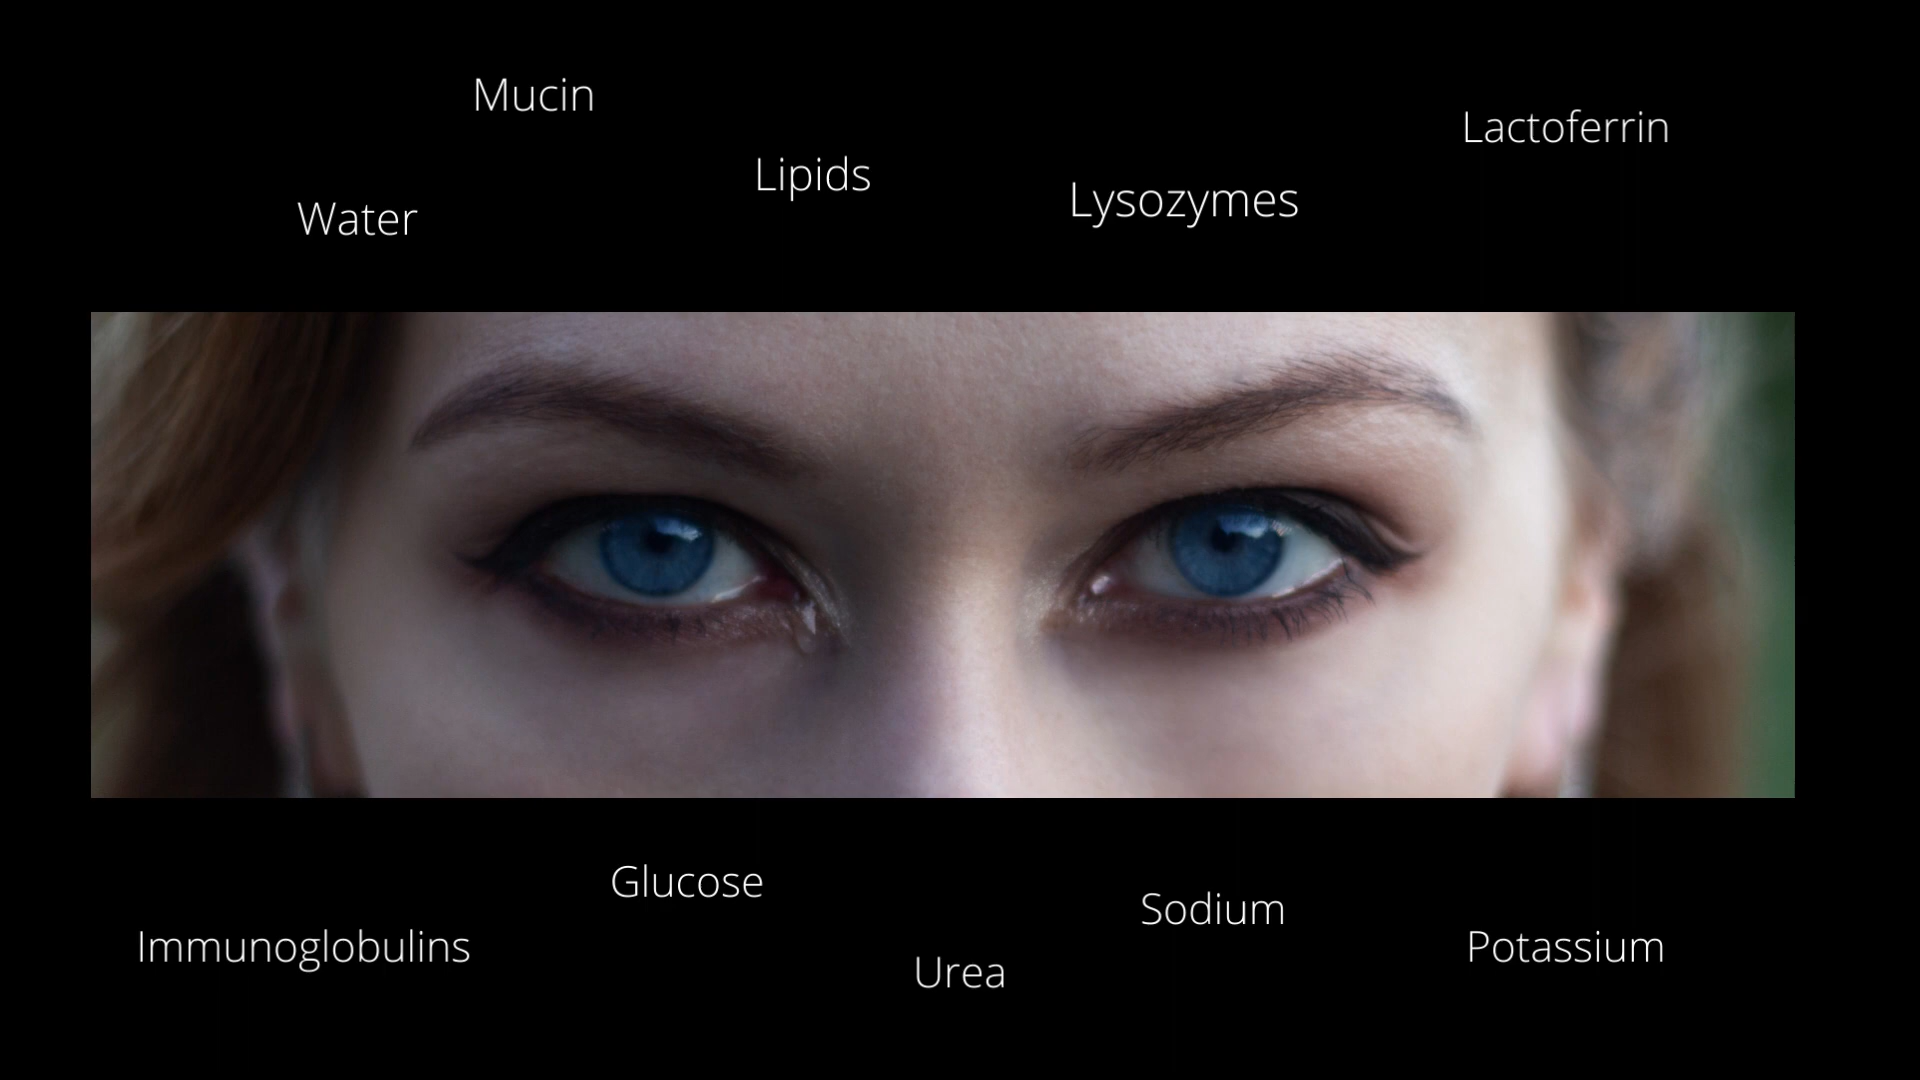 Mucin
Lactoferrin
Lipids
Lysozymes
Water
Glucose
Sodium
Immunoglobulins
Potassium
Urea